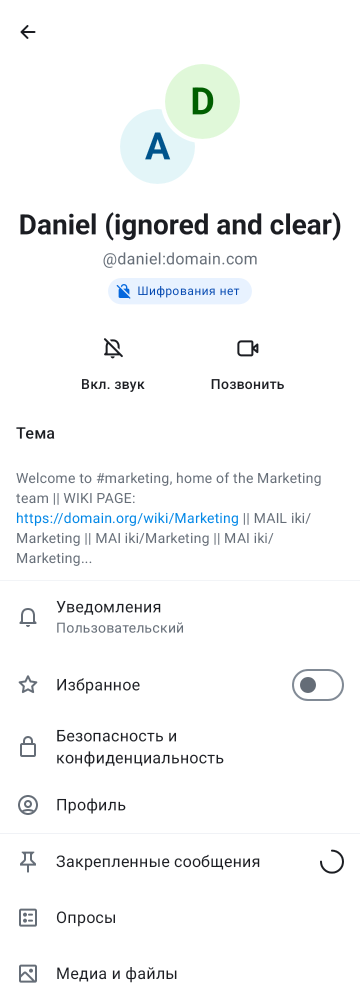 D
A
Daniel (ignored and clear)
@daniel:domain.com
Шифрования нет
Вкл. звук
Позвонить
Тема
Welcome to #marketing, home of the Marketing
team || WIKI PAGE:
https://domain.org/wiki/Marketing || MAIL iki/
Marketing || MAI iki/Marketing || MAI iki/
Marketing...
Уведомления
Пользовательский
Избранное
Безопасность и
конфиденциальность
Профиль
Закрепленные сообщения
Опросы
Медиа и файлы